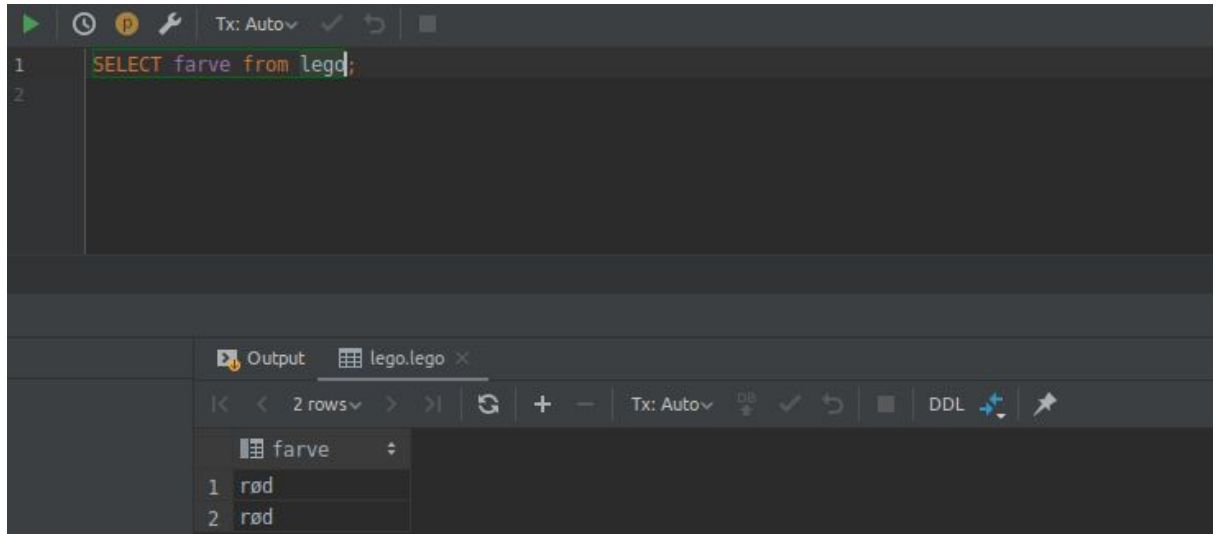 Tx: Auto
1 SELECT farve from lego;
2
Output lego.lego
2 rows Tx: Auto DB DDL
farve
1 rød
2 rød